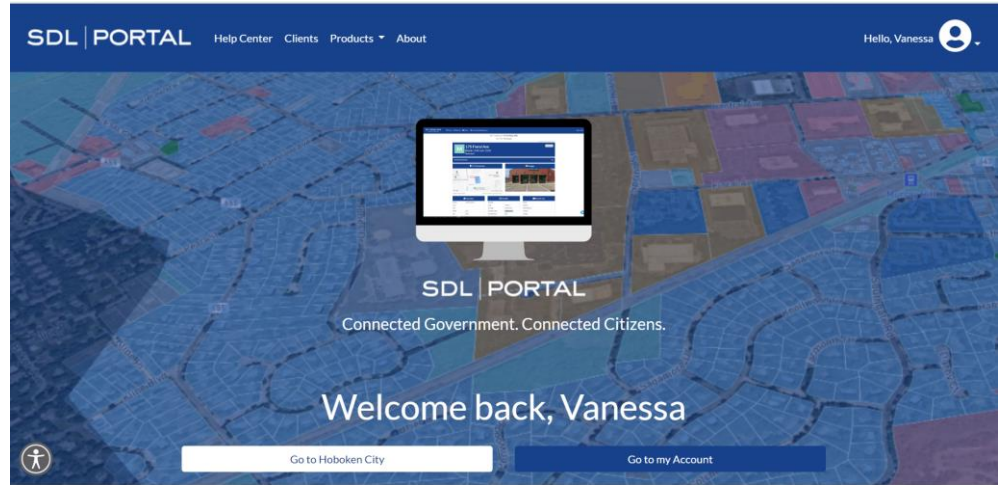 SDL | PORTAL Help Center Clients Products About Hello, Vanessa
SDL | PORTAL
Connected Government. Connected Citizens.
Welcome back, Vanessa
Go to Hoboken City Go to my Account